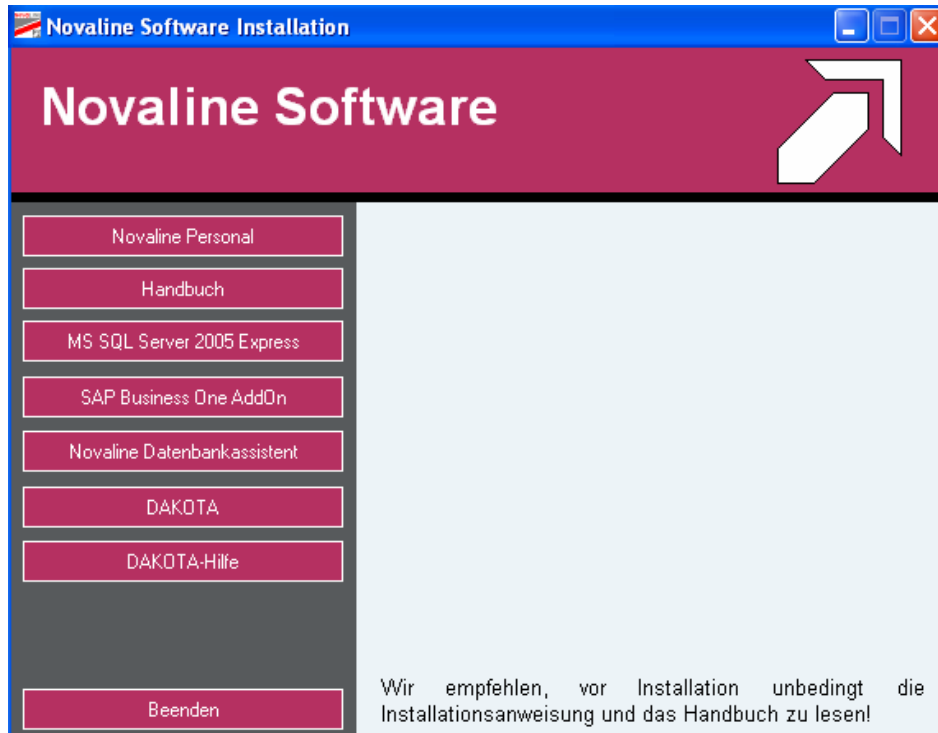 Novaline Software Installation
Novaline Software
Novaline Personal
Handbuch
MS SQL Server 2005 Express
SAP Business One AddOn
Novaline Datenbankassistent
DAKOTA
DAKOTA-Hilfe
Beenden
Wir empfehlen, vor Installation unbedingt die
Installationsanweisung und das Handbuch zu lesen!